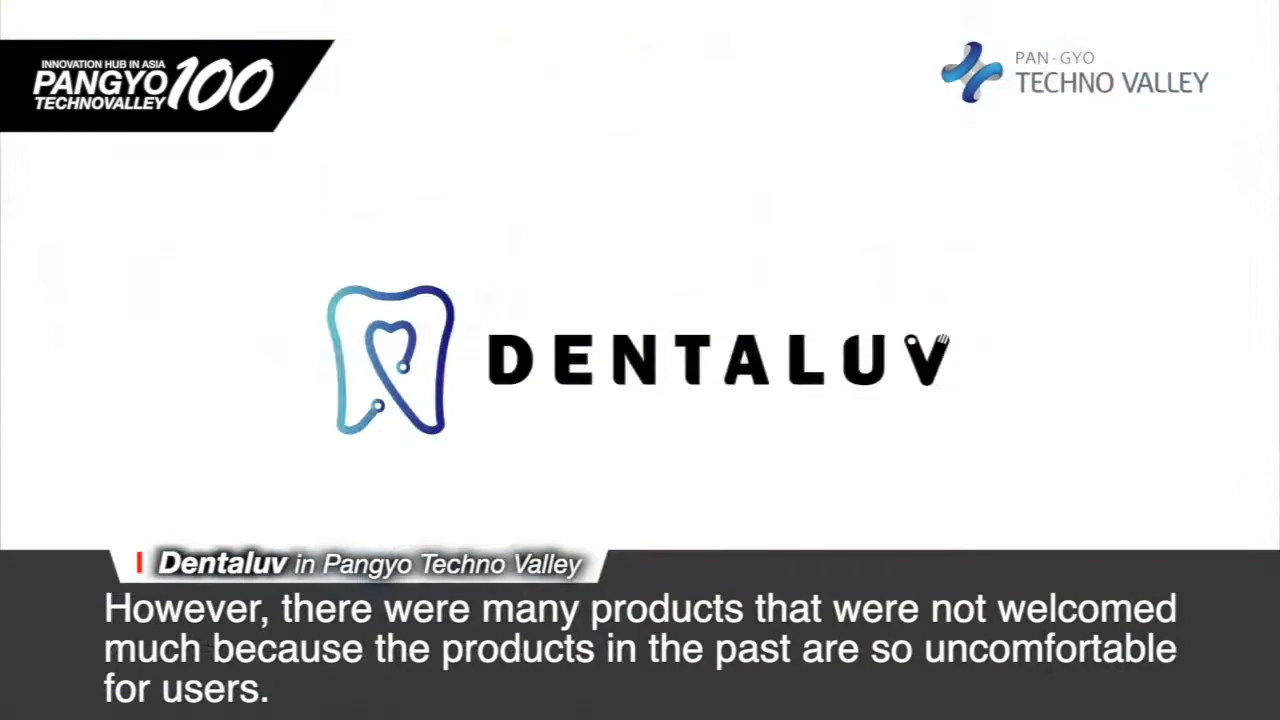 INNOVATION HUB IN ASIA
PANGYO 100
TECHNOVALLEY
PAN-GYO
TECHNO VALLEY
DENTALUV
Dentaluv in Pangyo Techno Valley
However, there were many products that were not welcomed
much because the products in the past are so uncomfortable
for users.